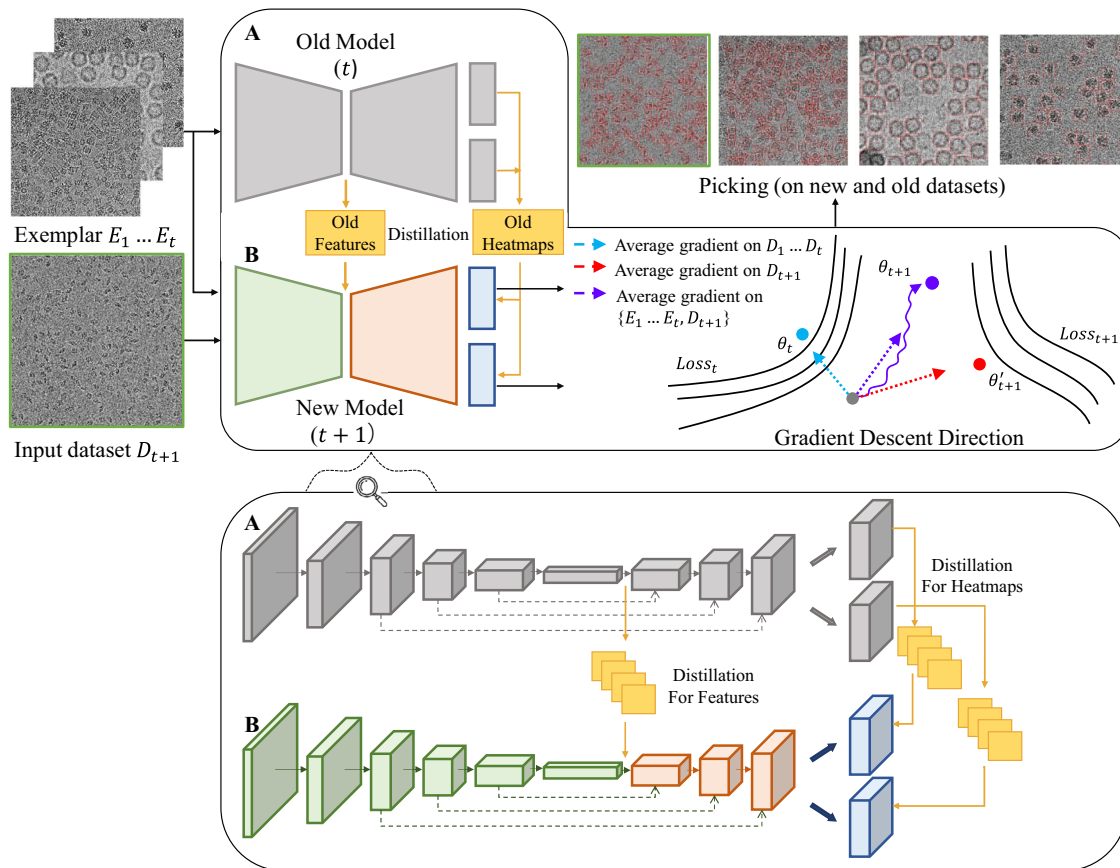 A
Old Model
(t)
Exemplar E₁ … Eₜ
Old
Features
Distillation
Old
Heatmaps
B
New Model
(t + 1)
Input dataset Dₜ₊₁
Picking (on new and old datasets)
Average gradient on D₁ … Dₜ
Average gradient on Dₜ₊₁
Average gradient on
{E₁ … Eₜ, Dₜ₊₁}
θₜ₊₁
θₜ
Lossₜ
Lossₜ₊₁
θ′ₜ₊₁
Gradient Descent Direction
A
Distillation
For Heatmaps
Distillation
For Features
B